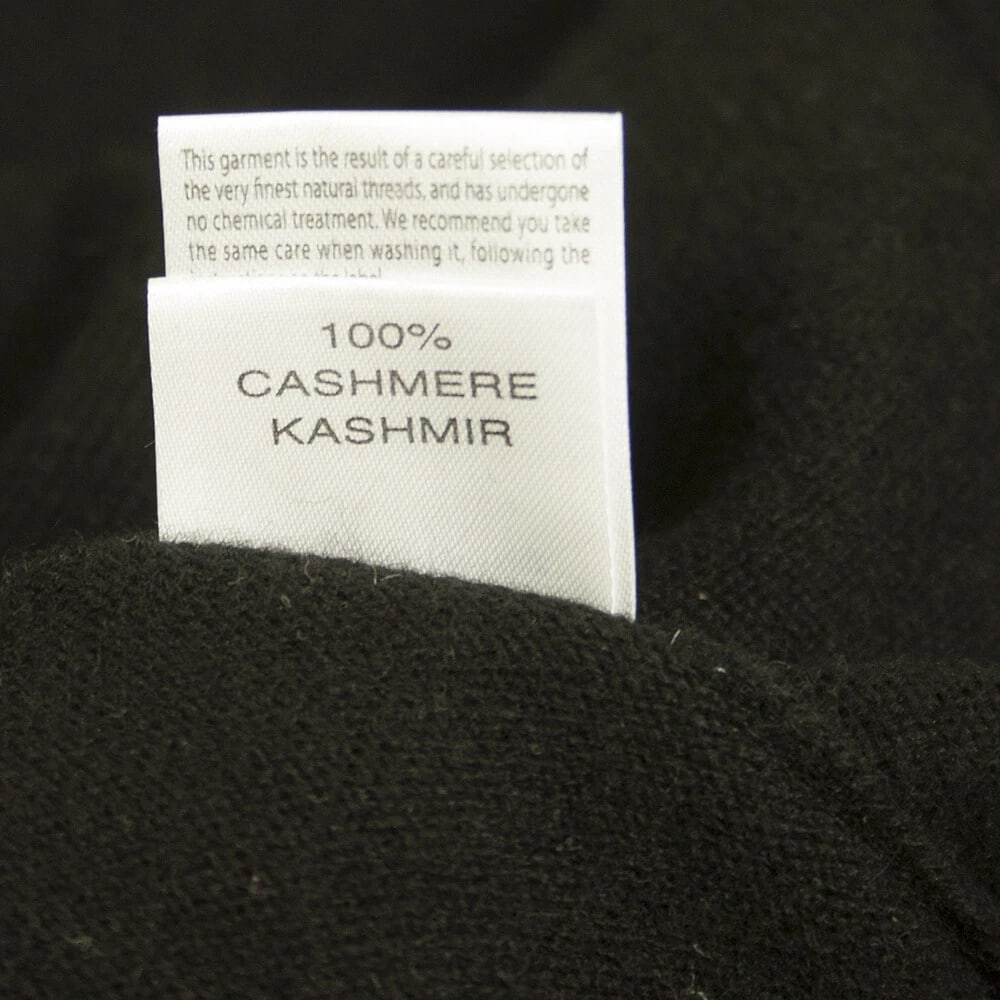 This garment is the result of a careful selection of
the very finest natural threads, and has undergone
no chemical treatment. We recommend you take
the same care when washing it, following the
100%
CASHMERE
KASHMIR